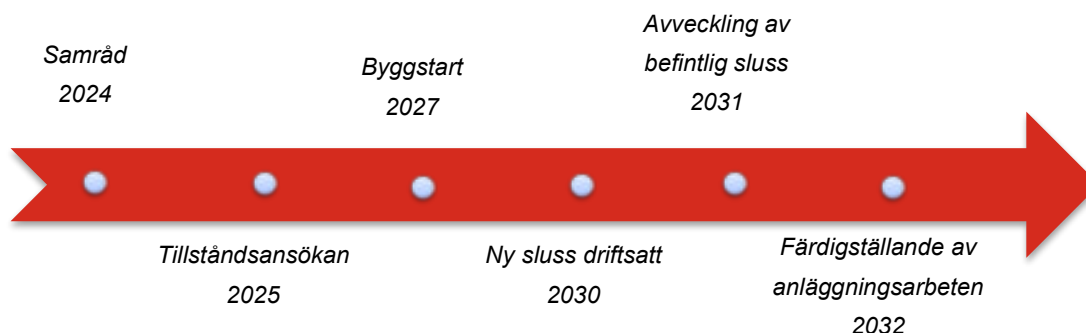 Samråd
2024
Tillståndsansökan
2025
Byggstart
2027
Ny sluss driftsatt
2030
Avveckling av
befintlig sluss
2031
Färdigställande av
anläggningsarbeten
2032